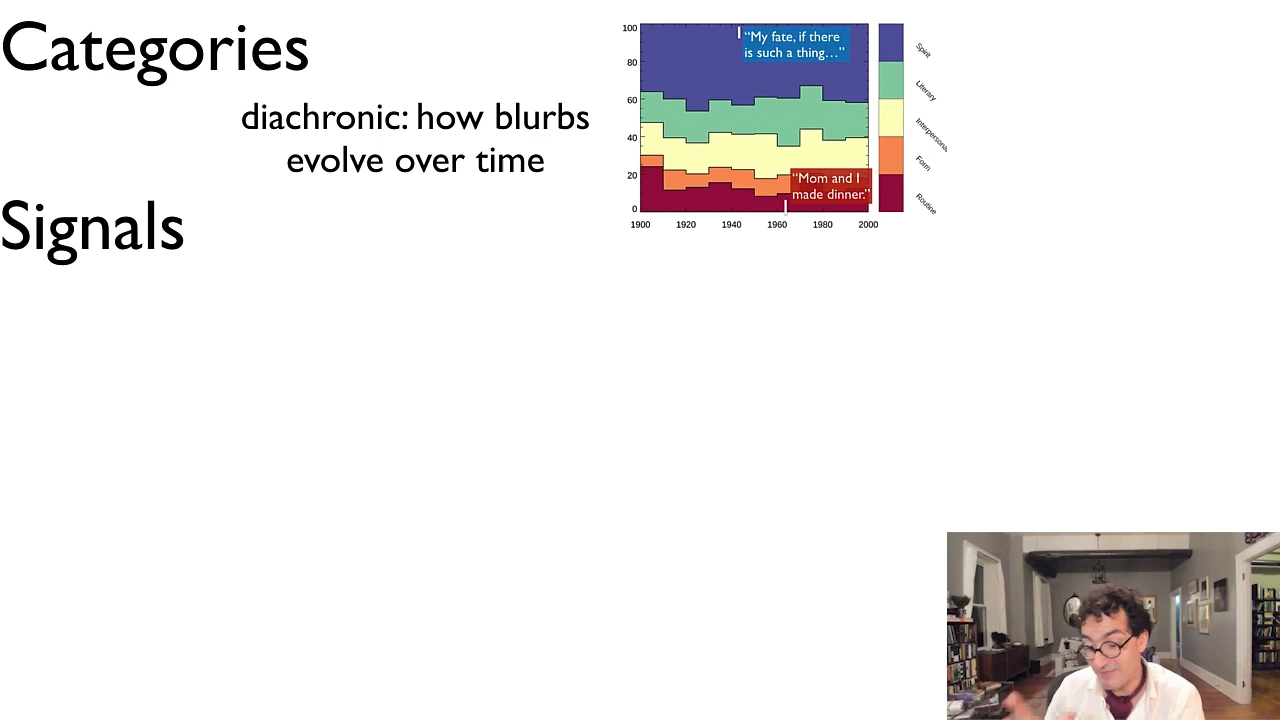 Categories
diachronic: how blurbs
evolve over time
Signals
100
80
60
40
20
0
1900 1920 1940 1960 1980 2000
“My fate, if there
is such a thing…”
“Mom and I
made dinner.”
Spirit
Literary
Interpersonal
Form
Routine